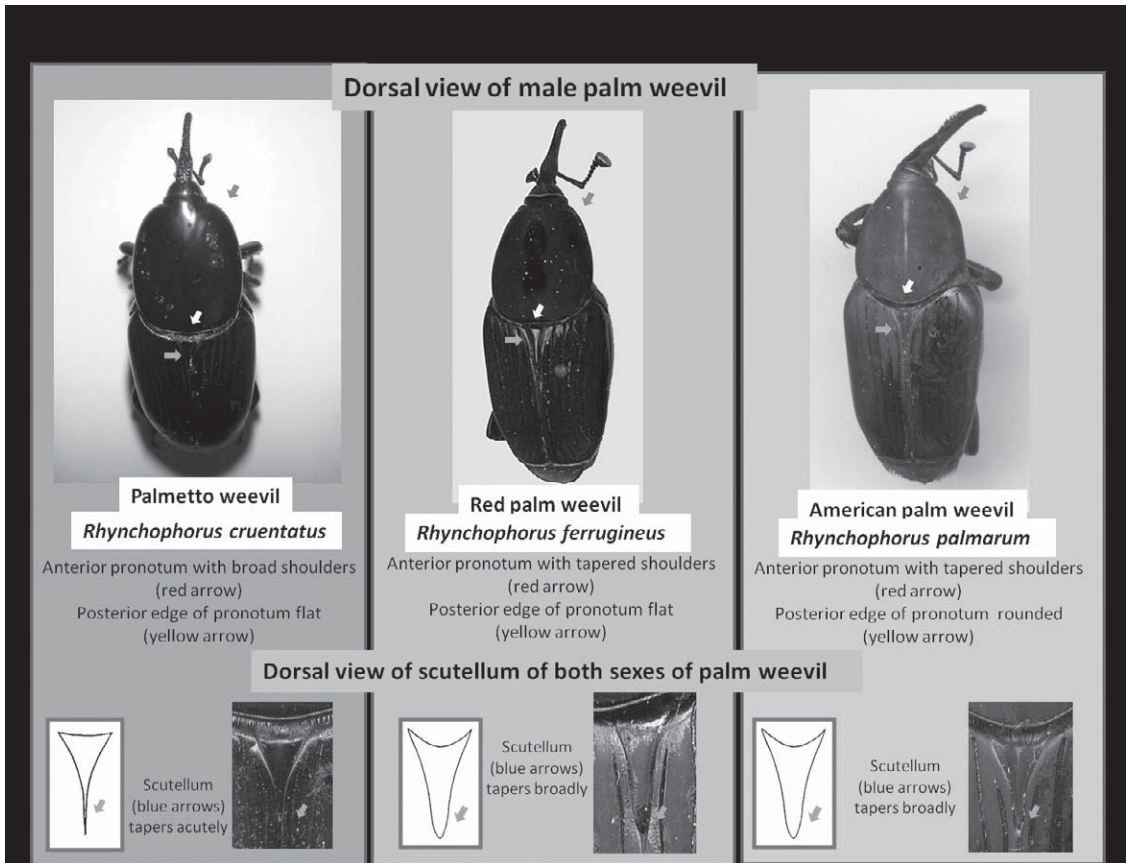 Dorsal view of male palm weevil
Palmetto weevil
Rhynchophorus cruentatus
Anterior pronotum with broad shoulders
(red arrow)
Posterior edge of pronotum flat
(yellow arrow)
Red palm weevil
Rhynchophorus ferrugineus
Anterior pronotum with tapered shoulders
(red arrow)
Posterior edge of pronotum flat
(yellow arrow)
American palm weevil
Rhynchophorus palmarum
Anterior pronotum with tapered shoulders
(red arrow)
Posterior edge of pronotum rounded
(yellow arrow)
Dorsal view of scutellum of both sexes of palm weevil
Scutellum
(blue arrows)
tapers acutely
Scutellum
(blue arrows)
tapers broadly
Scutellum
(blue arrows)
tapers broadly